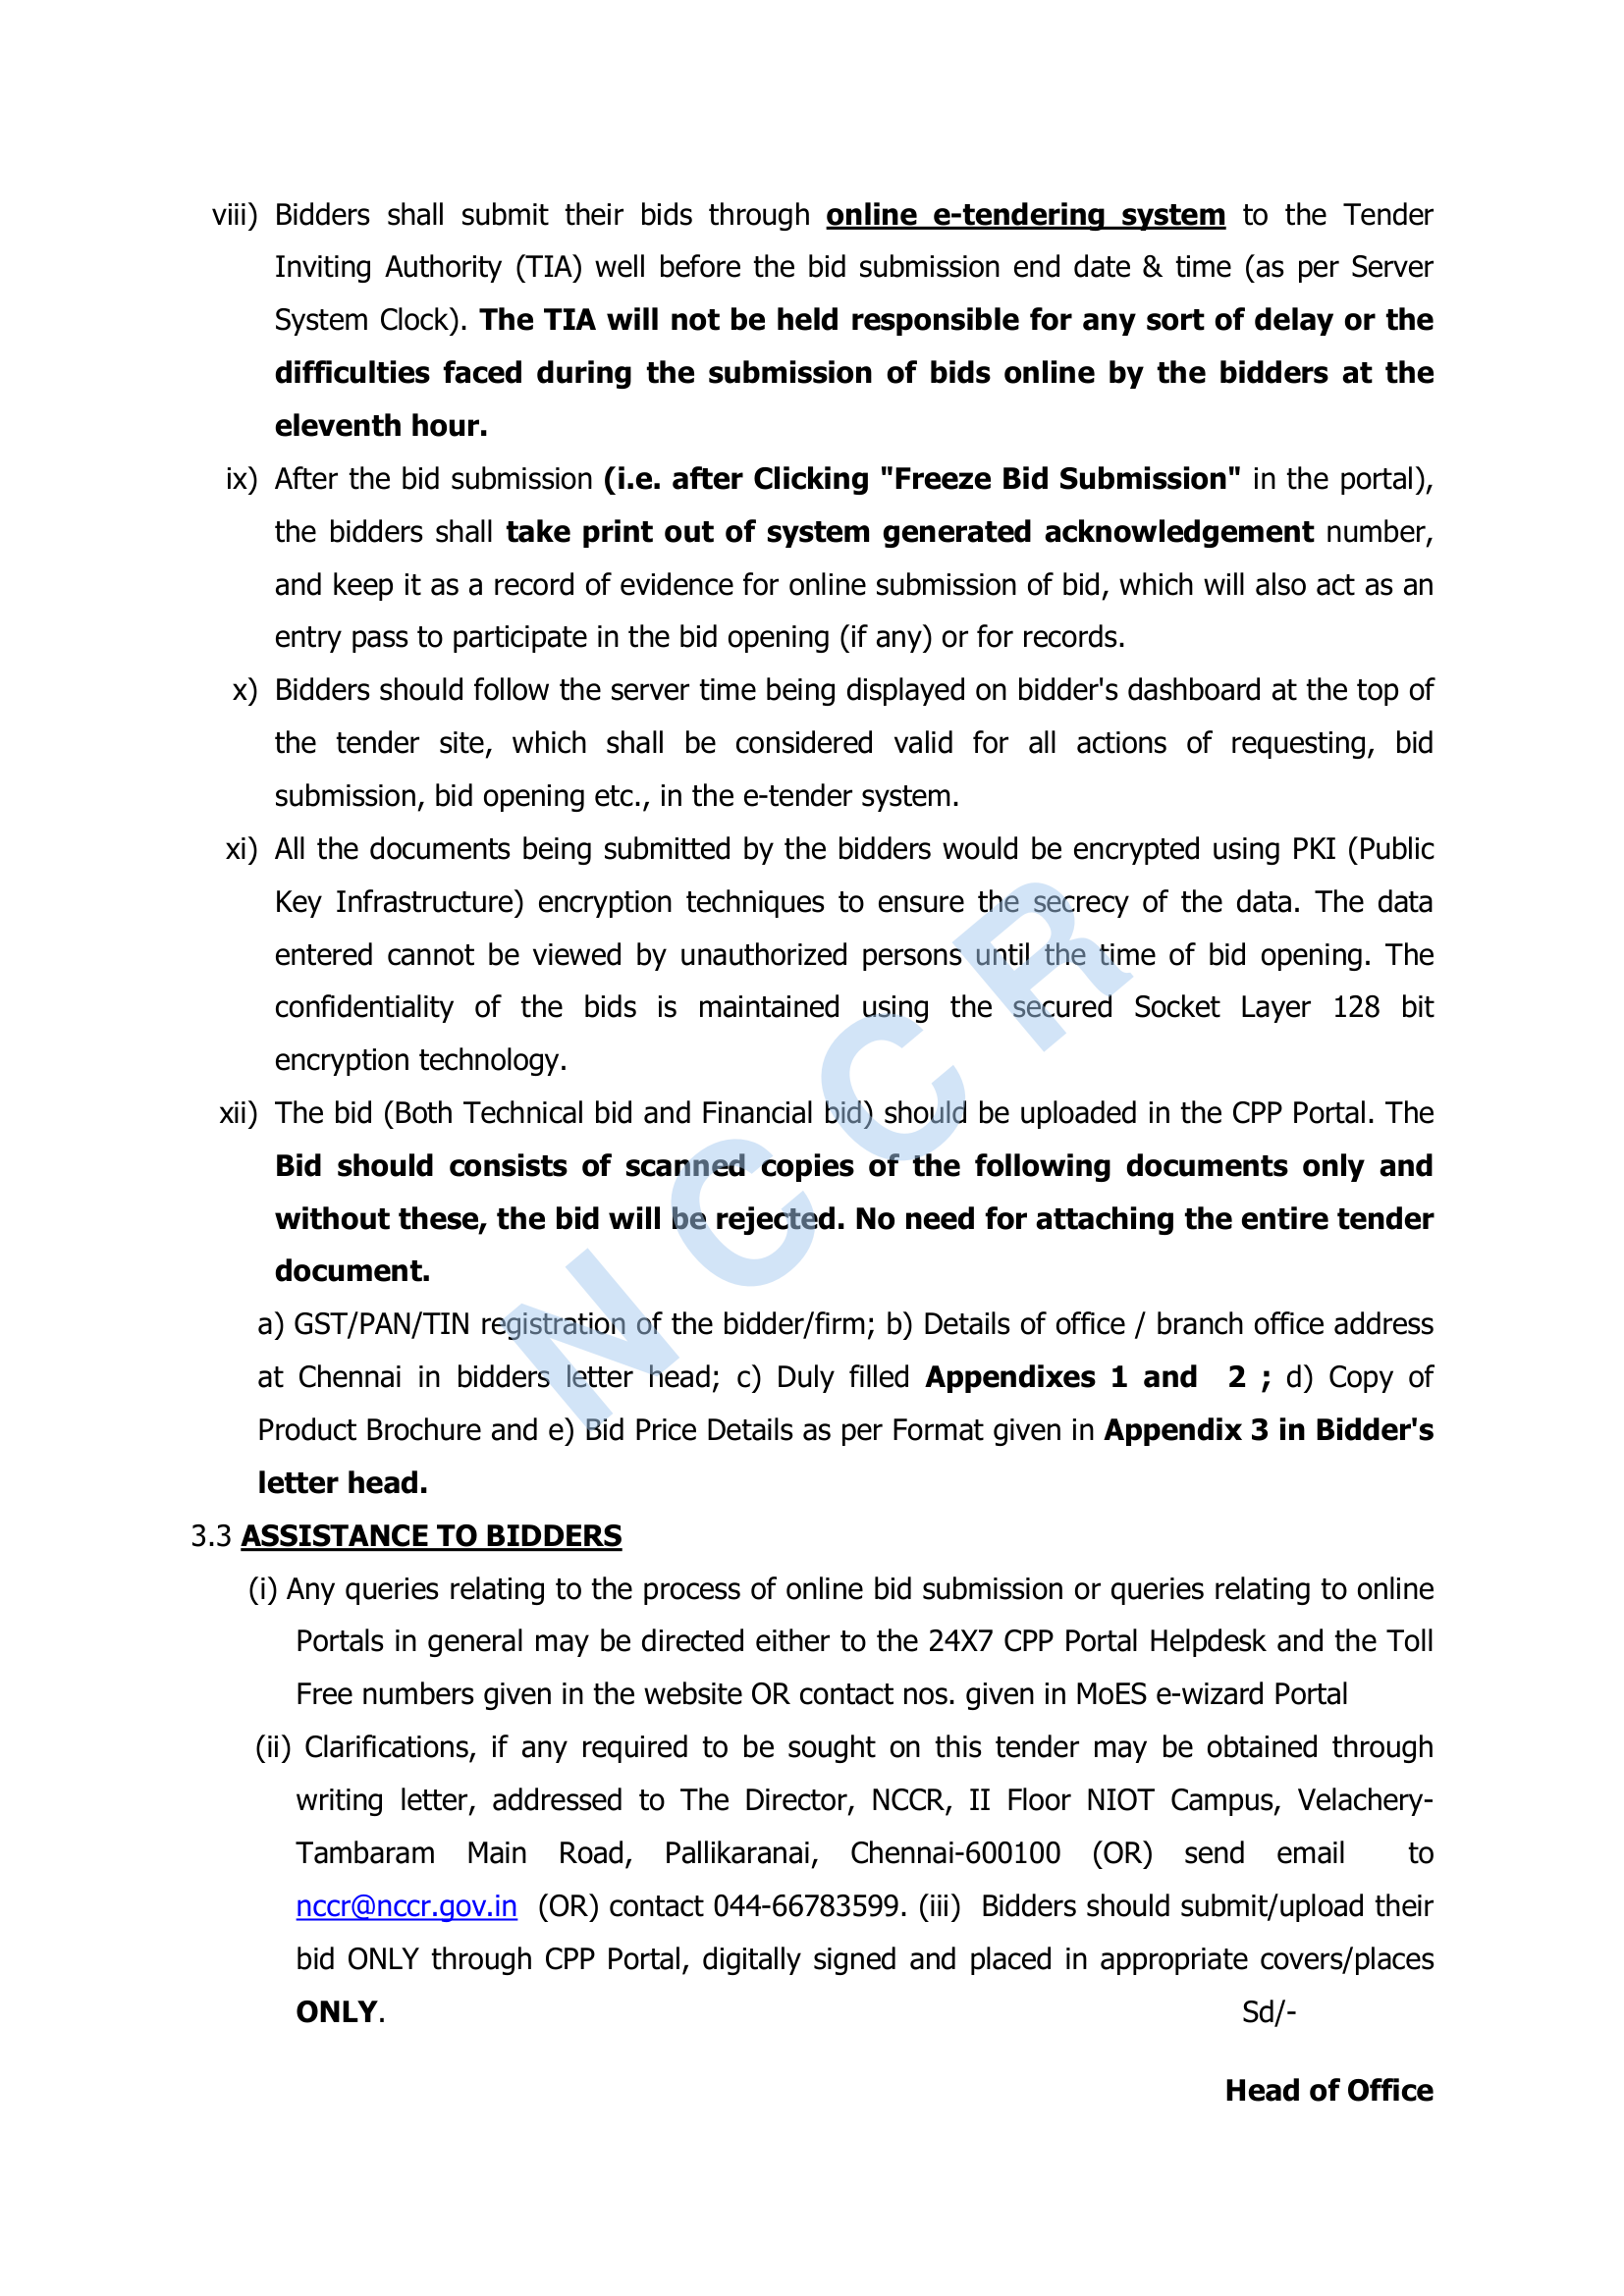 viii) Bidders shall submit their bids through online e-tendering system to the Tender
Inviting Authority (TIA) well before the bid submission end date & time (as per Server
System Clock). The TIA will not be held responsible for any sort of delay or the
difficulties faced during the submission of bids online by the bidders at the
eleventh hour.
ix) After the bid submission (i.e. after Clicking "Freeze Bid Submission" in the portal),
the bidders shall take print out of system generated acknowledgement number,
and keep it as a record of evidence for online submission of bid, which will also act as an
entry pass to participate in the bid opening (if any) or for records.
x) Bidders should follow the server time being displayed on bidder's dashboard at the top of
the tender site, which shall be considered valid for all actions of requesting, bid
submission, bid opening etc., in the e-tender system.
xi) All the documents being submitted by the bidders would be encrypted using PKI (Public
Key Infrastructure) encryption techniques to ensure the secrecy of the data. The data
entered cannot be viewed by unauthorized persons until the time of bid opening. The
confidentiality of the bids is maintained using the secured Socket Layer 128 bit
encryption technology.
xii) The bid (Both Technical bid and Financial bid) should be uploaded in the CPP Portal. The
Bid should consists of scanned copies of the following documents only and
without these, the bid will be rejected. No need for attaching the entire tender
document.
a) GST/PAN/TIN registration of the bidder/firm; b) Details of office / branch office address
at Chennai in bidders letter head; c) Duly filled Appendixes 1 and 2 ; d) Copy of
Product Brochure and e) Bid Price Details as per Format given in Appendix 3 in Bidder's
letter head.
3.3 ASSISTANCE TO BIDDERS
(i) Any queries relating to the process of online bid submission or queries relating to online
Portals in general may be directed either to the 24X7 CPP Portal Helpdesk and the Toll
Free numbers given in the website OR contact nos. given in MoES e-wizard Portal
(ii) Clarifications, if any required to be sought on this tender may be obtained through
writing letter, addressed to The Director, NCCR, II Floor NIOT Campus, Velachery-
Tambaram Main Road, Pallikaranai, Chennai-600100 (OR) send email to
nccr@nccr.gov.in (OR) contact 044-66783599. (iii) Bidders should submit/upload their
bid ONLY through CPP Portal, digitally signed and placed in appropriate covers/places
ONLY. Sd/-
Head of Office
NCCR